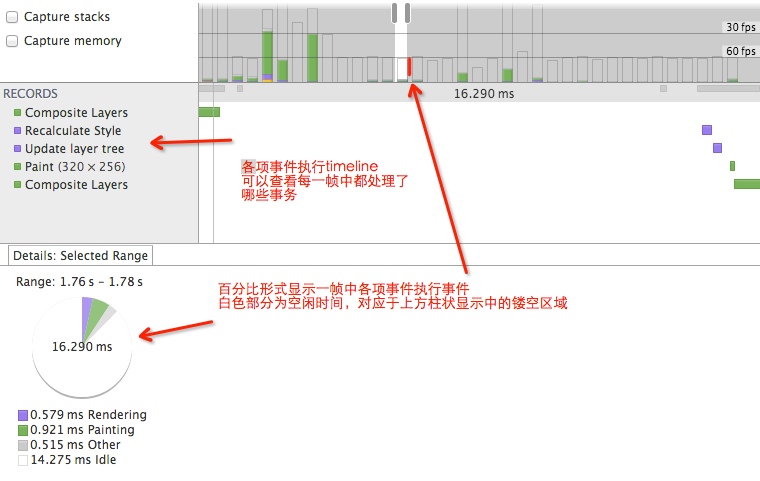 Capture stacks
Capture memory
30 fps
60 fps
RECORDS
16.290 ms
Composite Layers
Recalculate Style
Update layer tree
Paint (320 × 256)
Composite Layers
各项事件执行timeline
可以查看每一帧中都处理了
哪些事务
Details: Selected Range
Range: 1.76 s – 1.78 s
百分比形式显示一帧中各项事件执行事件
白色部分为空闲时间，对应于上方柱状显示中的镂空区域
16.290 ms
0.579 ms Rendering
0.921 ms Painting
0.515 ms Other
14.275 ms Idle